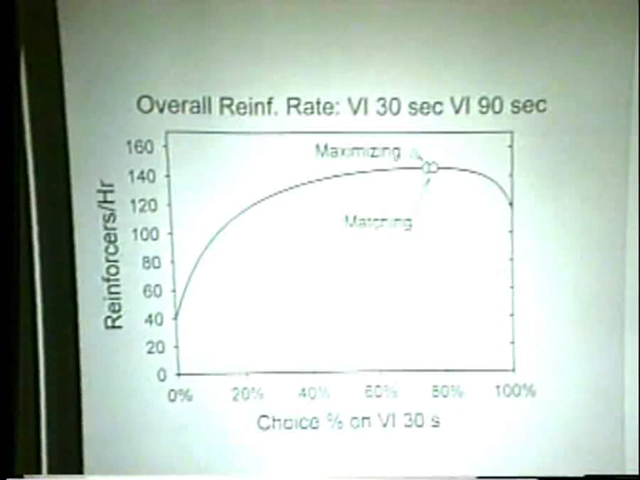 Overall Reinf. Rate: VI 30 sec VI 90 sec
Reinforcers/Hr
160
140
120
100
80
60
40
20
0
Maximizing
Matching
0% 20% 40% 60% 80% 100%
Choice % on VI 30 s